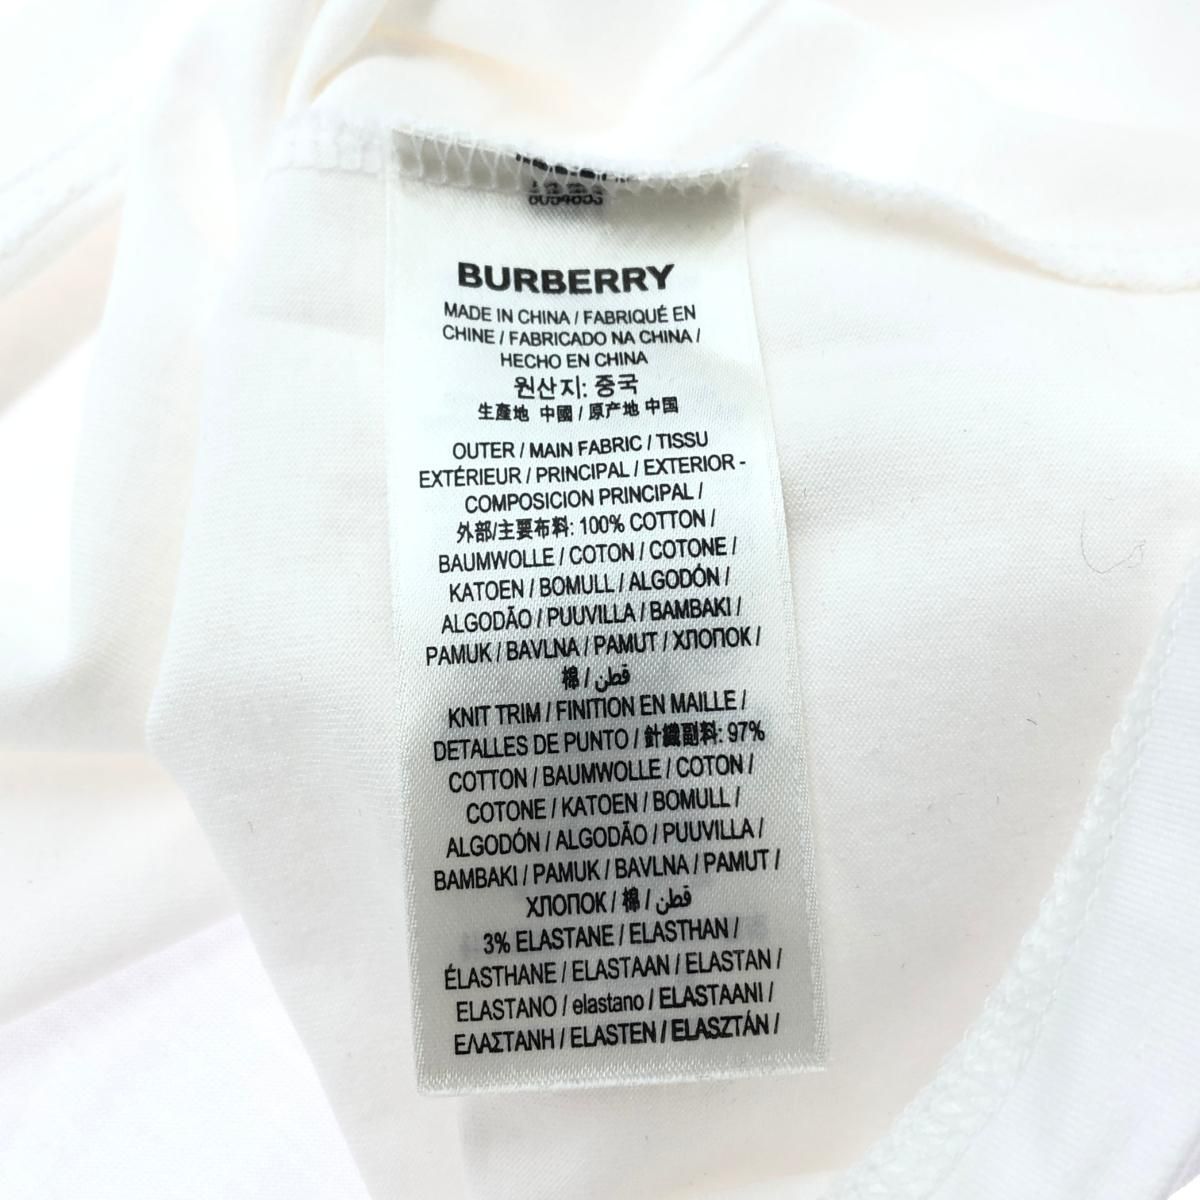 BURBERRY
MADE IN CHINA / FABRIQUÉ EN
CHINE / FABRICADO NA CHINA /
HECHO EN CHINA
원산지: 중국
生產地 中國 / 原产地 中国
OUTER / MAIN FABRIC / TISSU
EXTÉRIEUR / PRINCIPAL / EXTERIOR -
COMPOSICION PRINCIPAL /
外部/主要布料: 100% COTTON /
BAUMWOLLE / COTON / COTONE /
KATOEN / BOMULL / ALGODÓN /
ALGODÃO / PUUVILLA / BAMBAKI /
PAMUK / BAVLNA / PAMUT / ХЛОПОК /
棉 / قطن
KNIT TRIM / FINITION EN MAILLE /
DETALLES DE PUNTO / 針織副料: 97%
COTTON / BAUMWOLLE / COTON /
COTONE / KATOEN / BOMULL /
ALGODÓN / ALGODÃO / PUUVILLA /
BAMBAKI / PAMUK / BAVLNA / PAMUT /
ХЛОПОК / 棉 / قطن
3% ELASTANE / ELASTHAN /
ÉLASTHANE / ELASTAAN / ELASTAN /
ELASTANO / elastano / ELASTAANI /
ΕΛΑΣΤΑΝΗ / ELASTEN / ELASZTÁN /